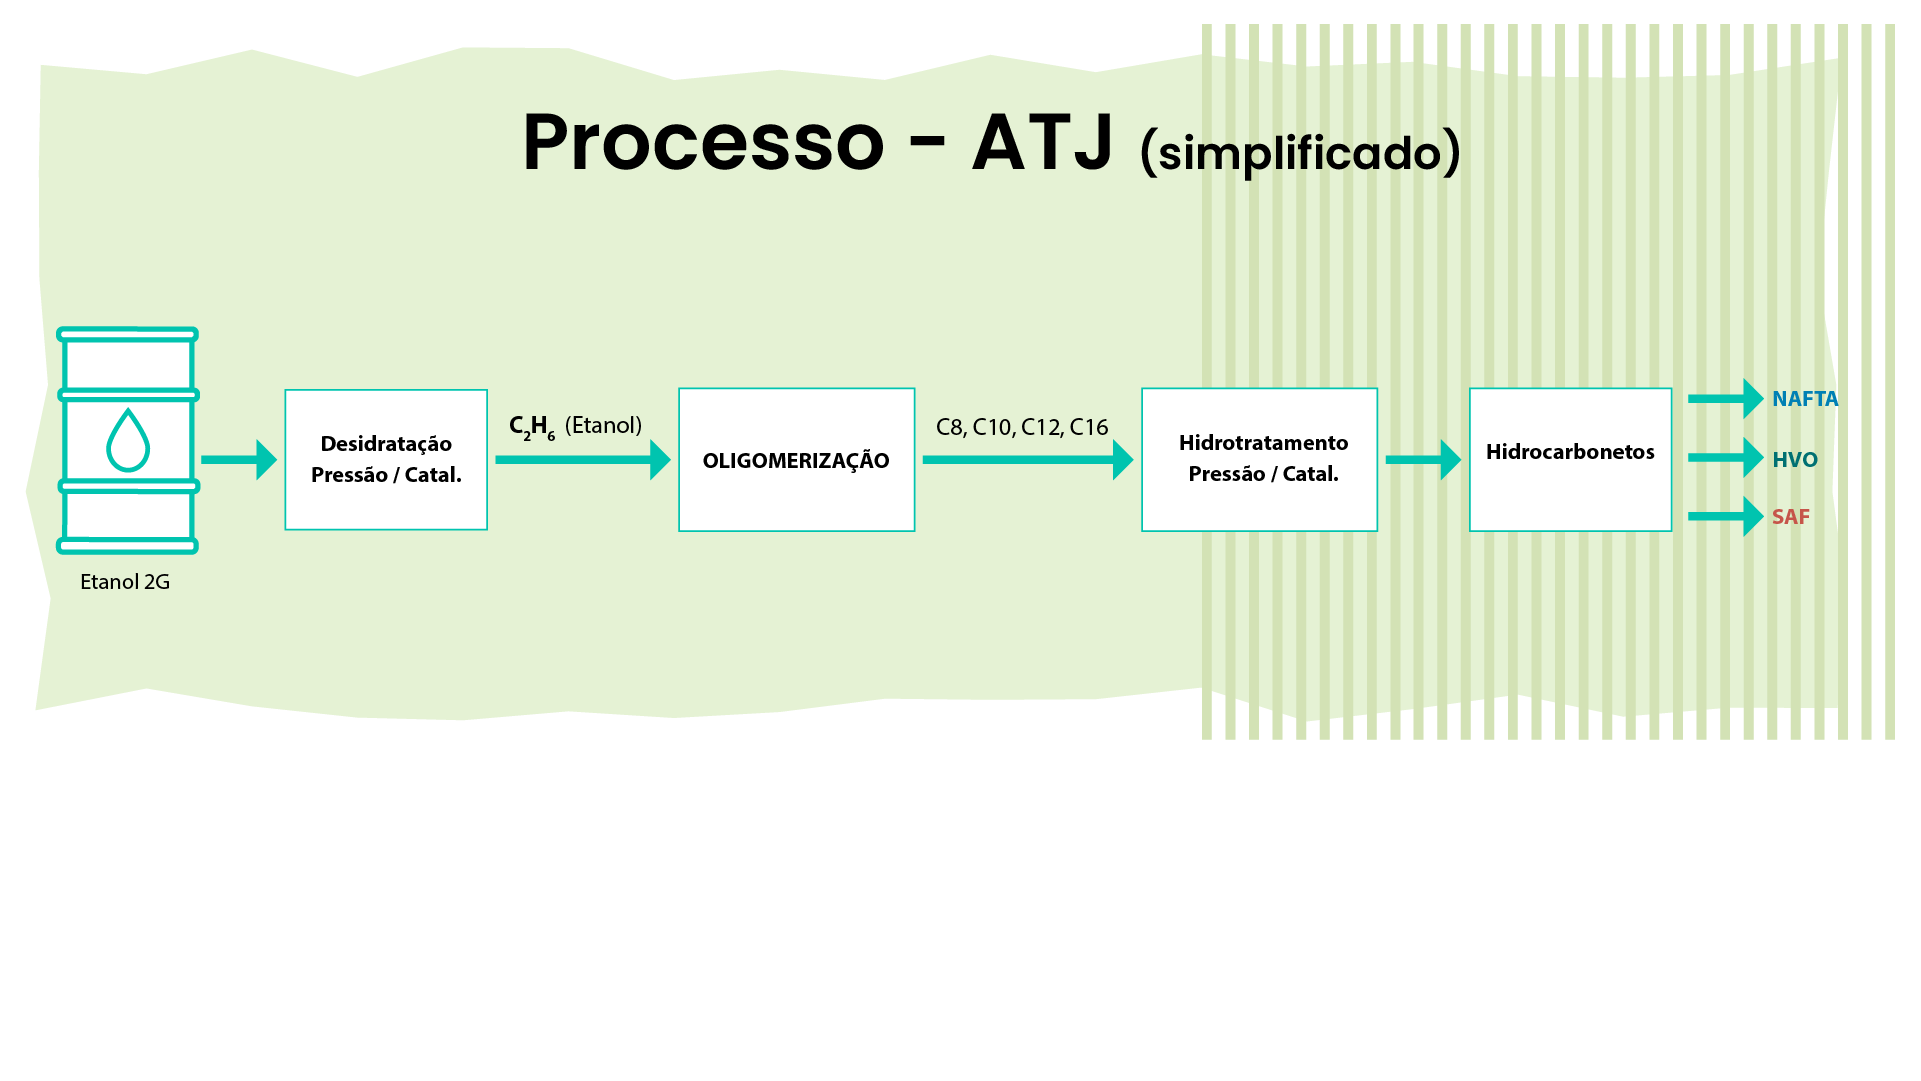 Processo - ATJ (simplificado)
Etanol 2G
Desidratação
Pressão / Catal.
C₂H₆ (Etanol)
OLIGOMERIZAÇÃO
C8, C10, C12, C16
Hidrotratamento
Pressão / Catal.
Hidrocarbonetos
NAFTA
HVO
SAF